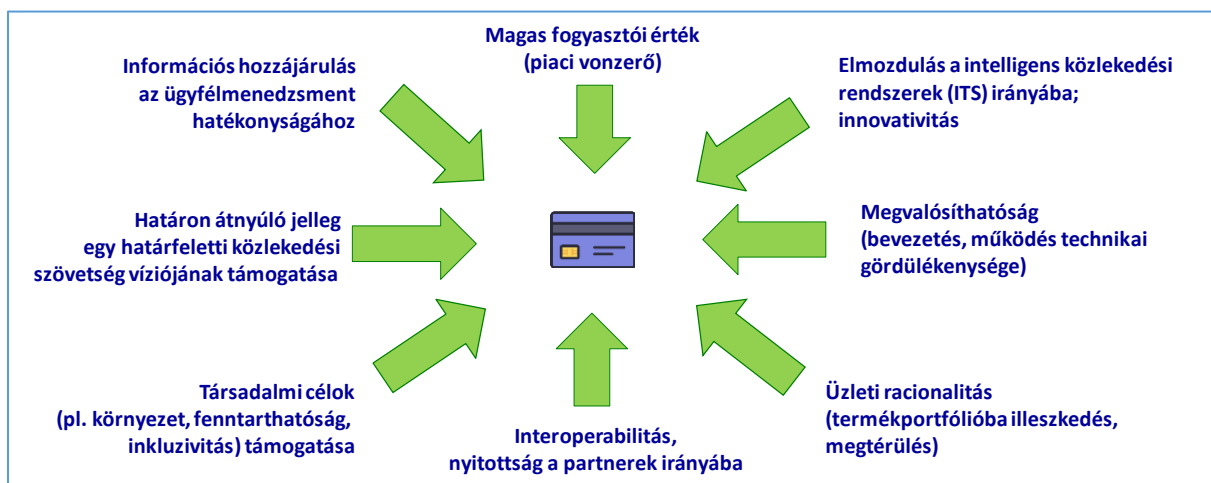 Magas fogyasztói érték
(piaci vonzerő)
Információs hozzájárulás
az ügyfélmenedzsment
hatékonyságához
Elmozdulás a intelligens közlekedési
rendszerek (ITS) irányába;
innovativitás
Határon átnyúló jelleg
egy határfeletti közlekedési
szövetség víziójának támogatása
Megvalósíthatóság
(bevezetés, működés technikai
gördülékenysége)
Társadalmi célok
(pl. környezet, fenntarthatóság,
inkluzivitás) támogatása
Interoperabilitás,
nyitottság a partnerek irányába
Üzleti racionalitás
(termékportfólióba illeszkedés,
megtérülés)